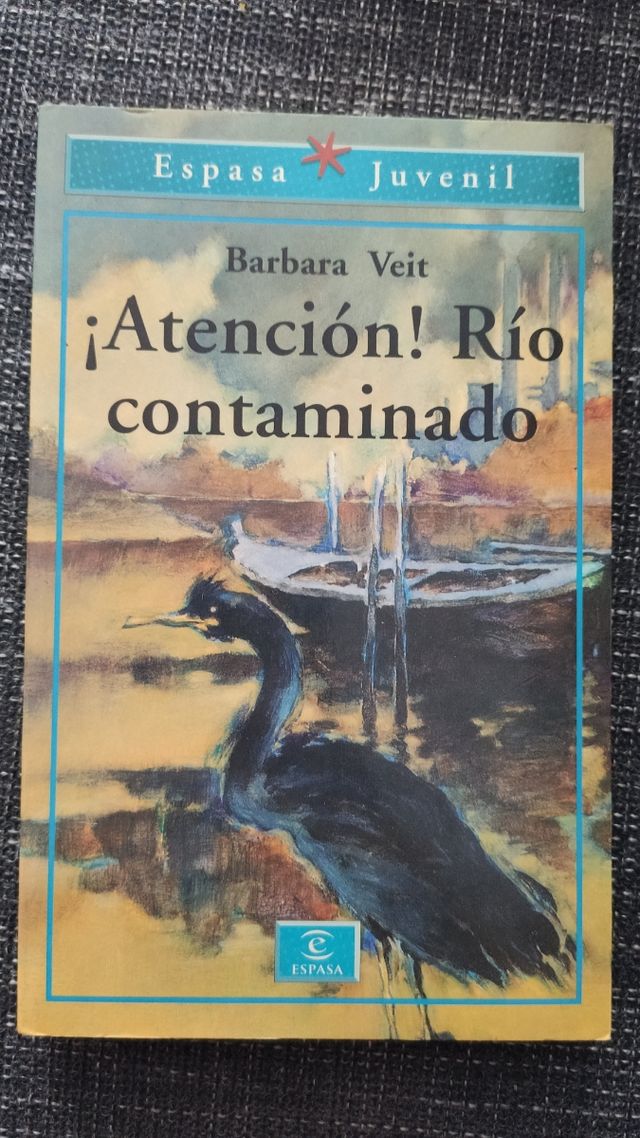 Espasa Juvenil
Barbara Veit
¡Atención! Río
contaminado
e
ESPASA